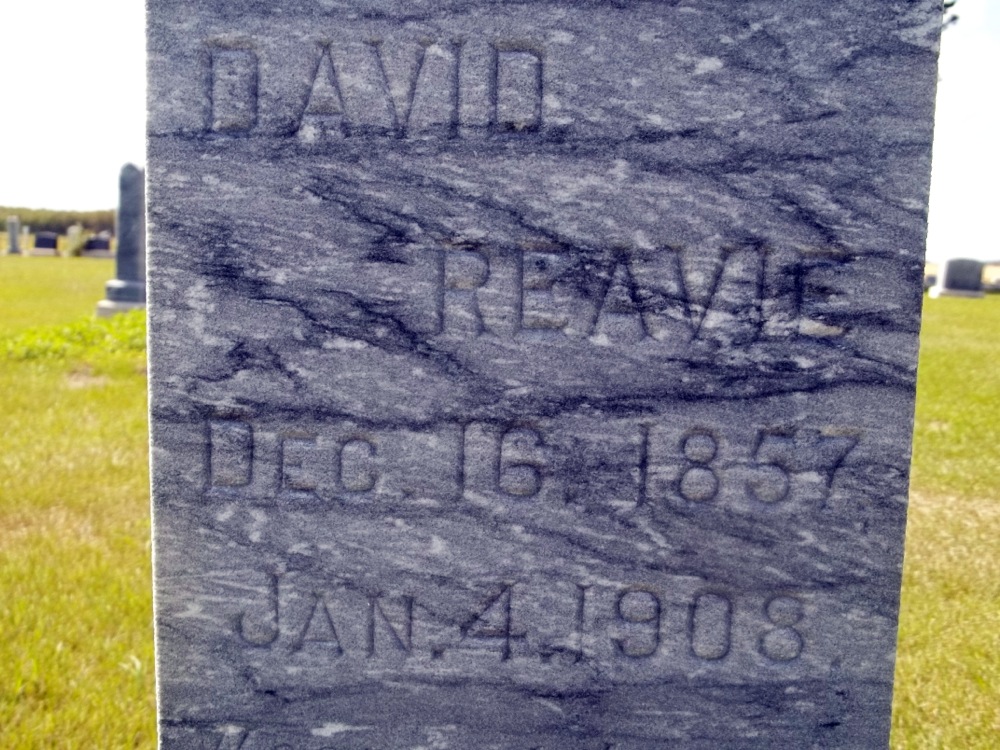 DAVID
REAVIE
DEC. 16, 1857
JAN. 4, 1908